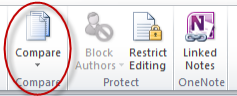 Compare
Block
Authors
Restrict
Editing
Linked
Notes
Compare
Protect
OneNote